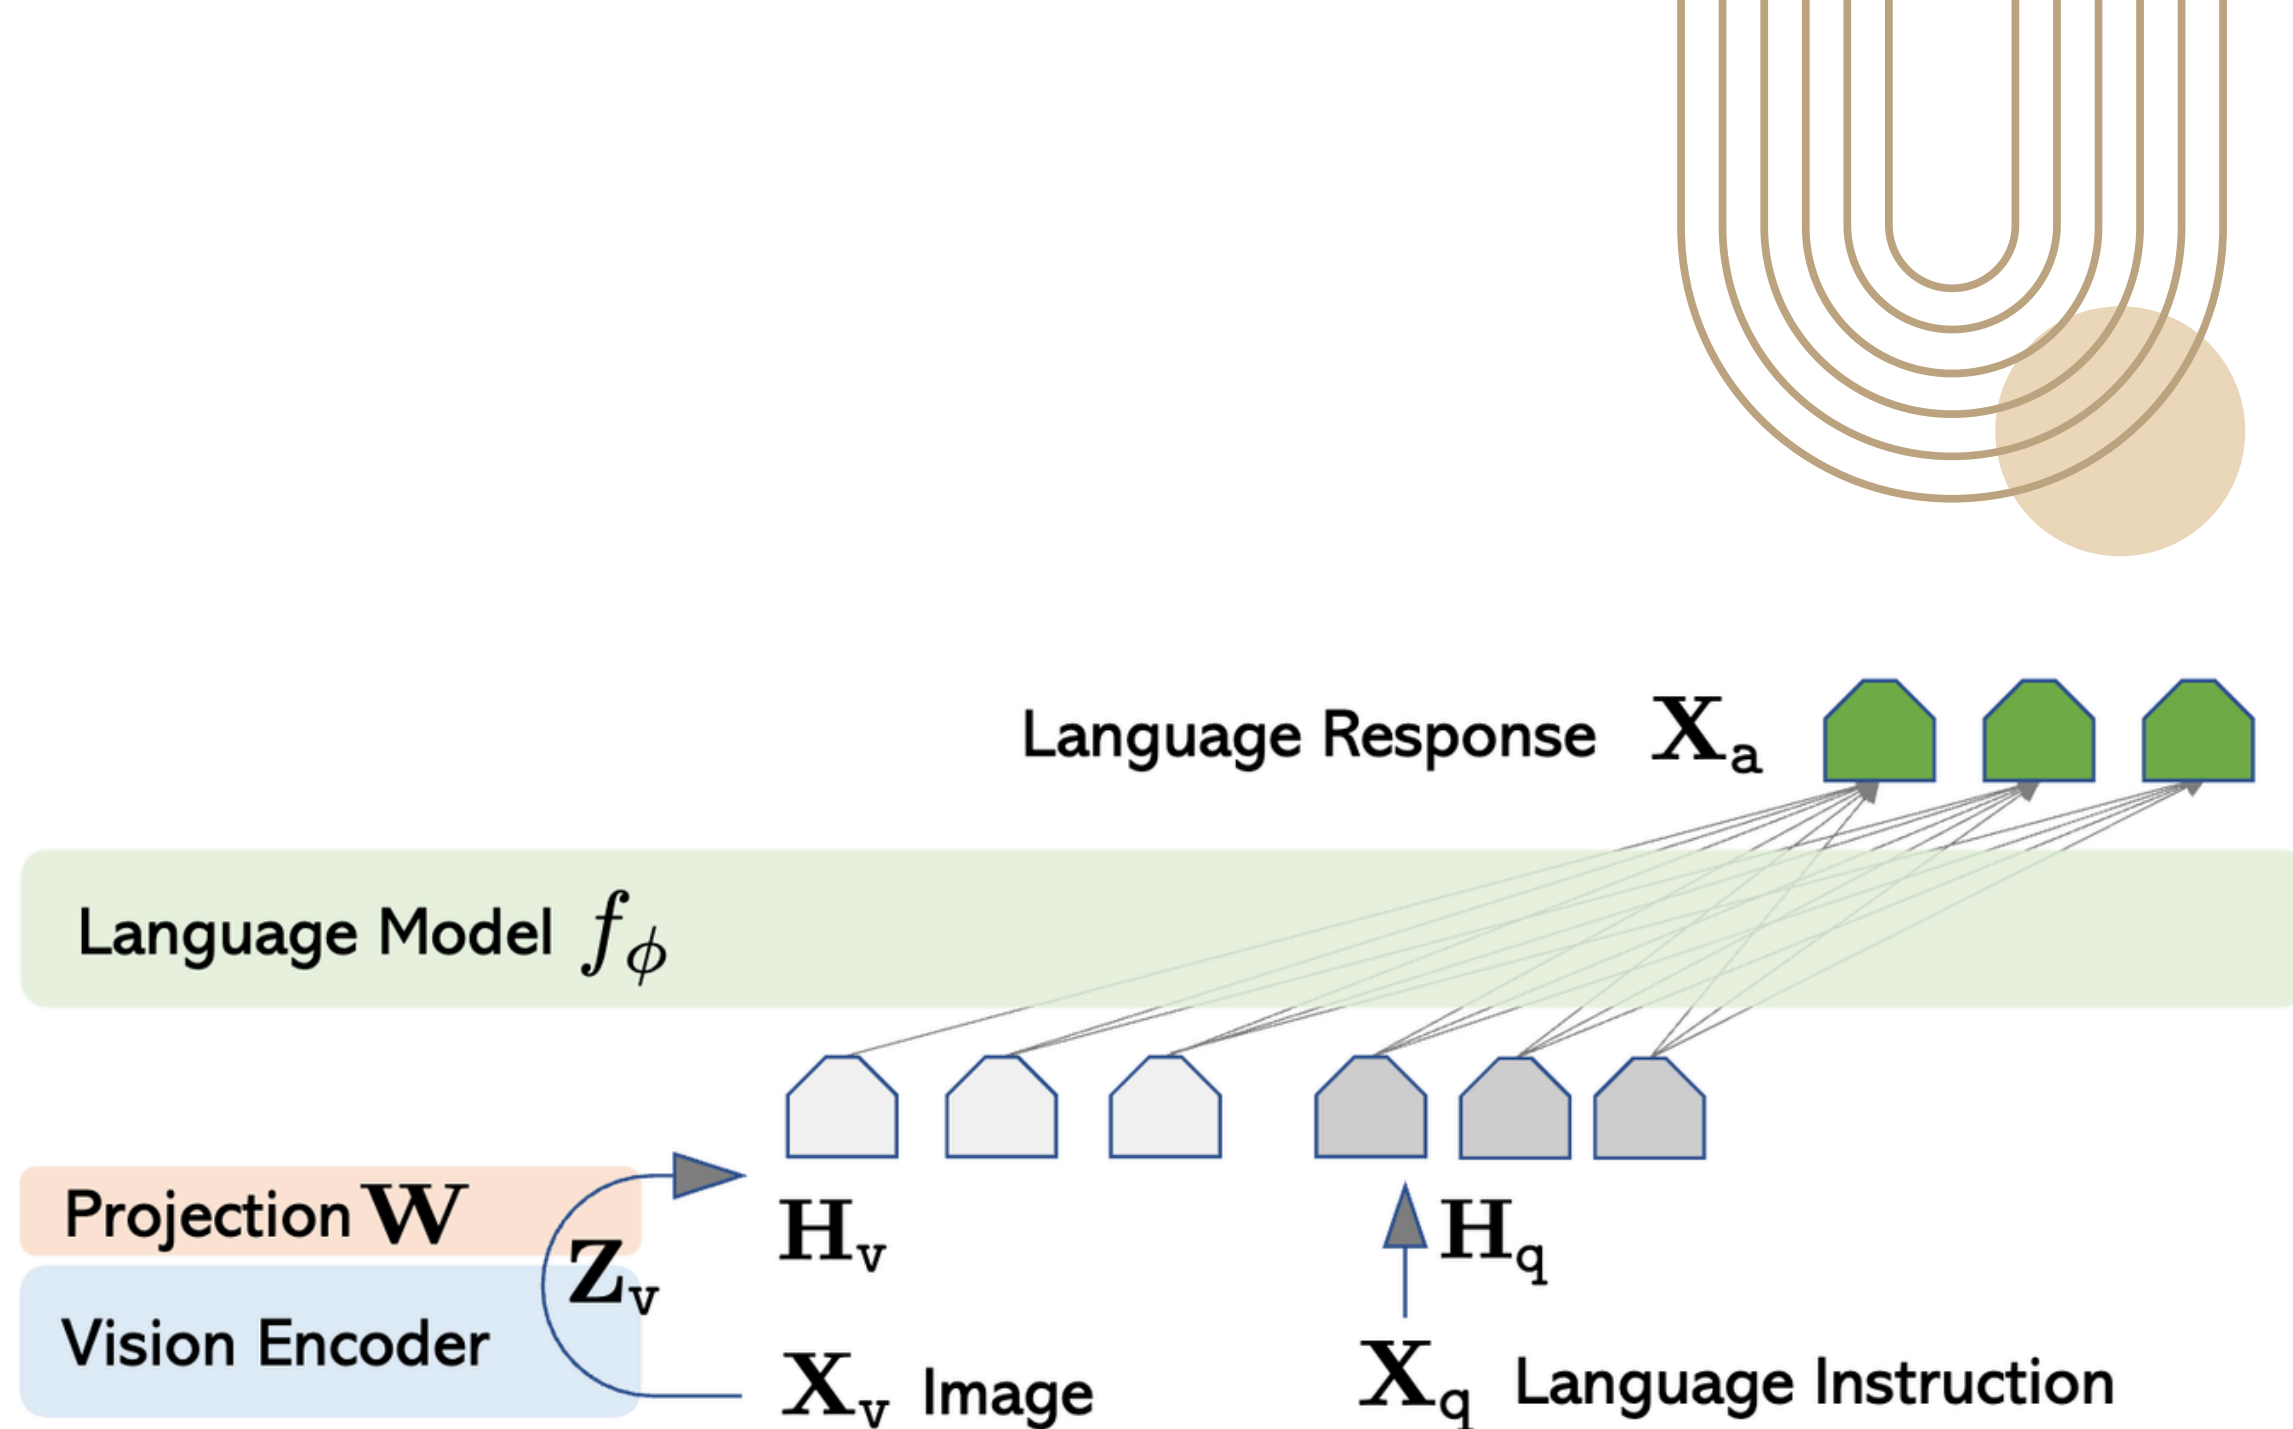 Language Response X_a
Language Model f_ϕ
Projection W
H_v
H_q
Z_v
Vision Encoder
X_v Image
X_q Language Instruction